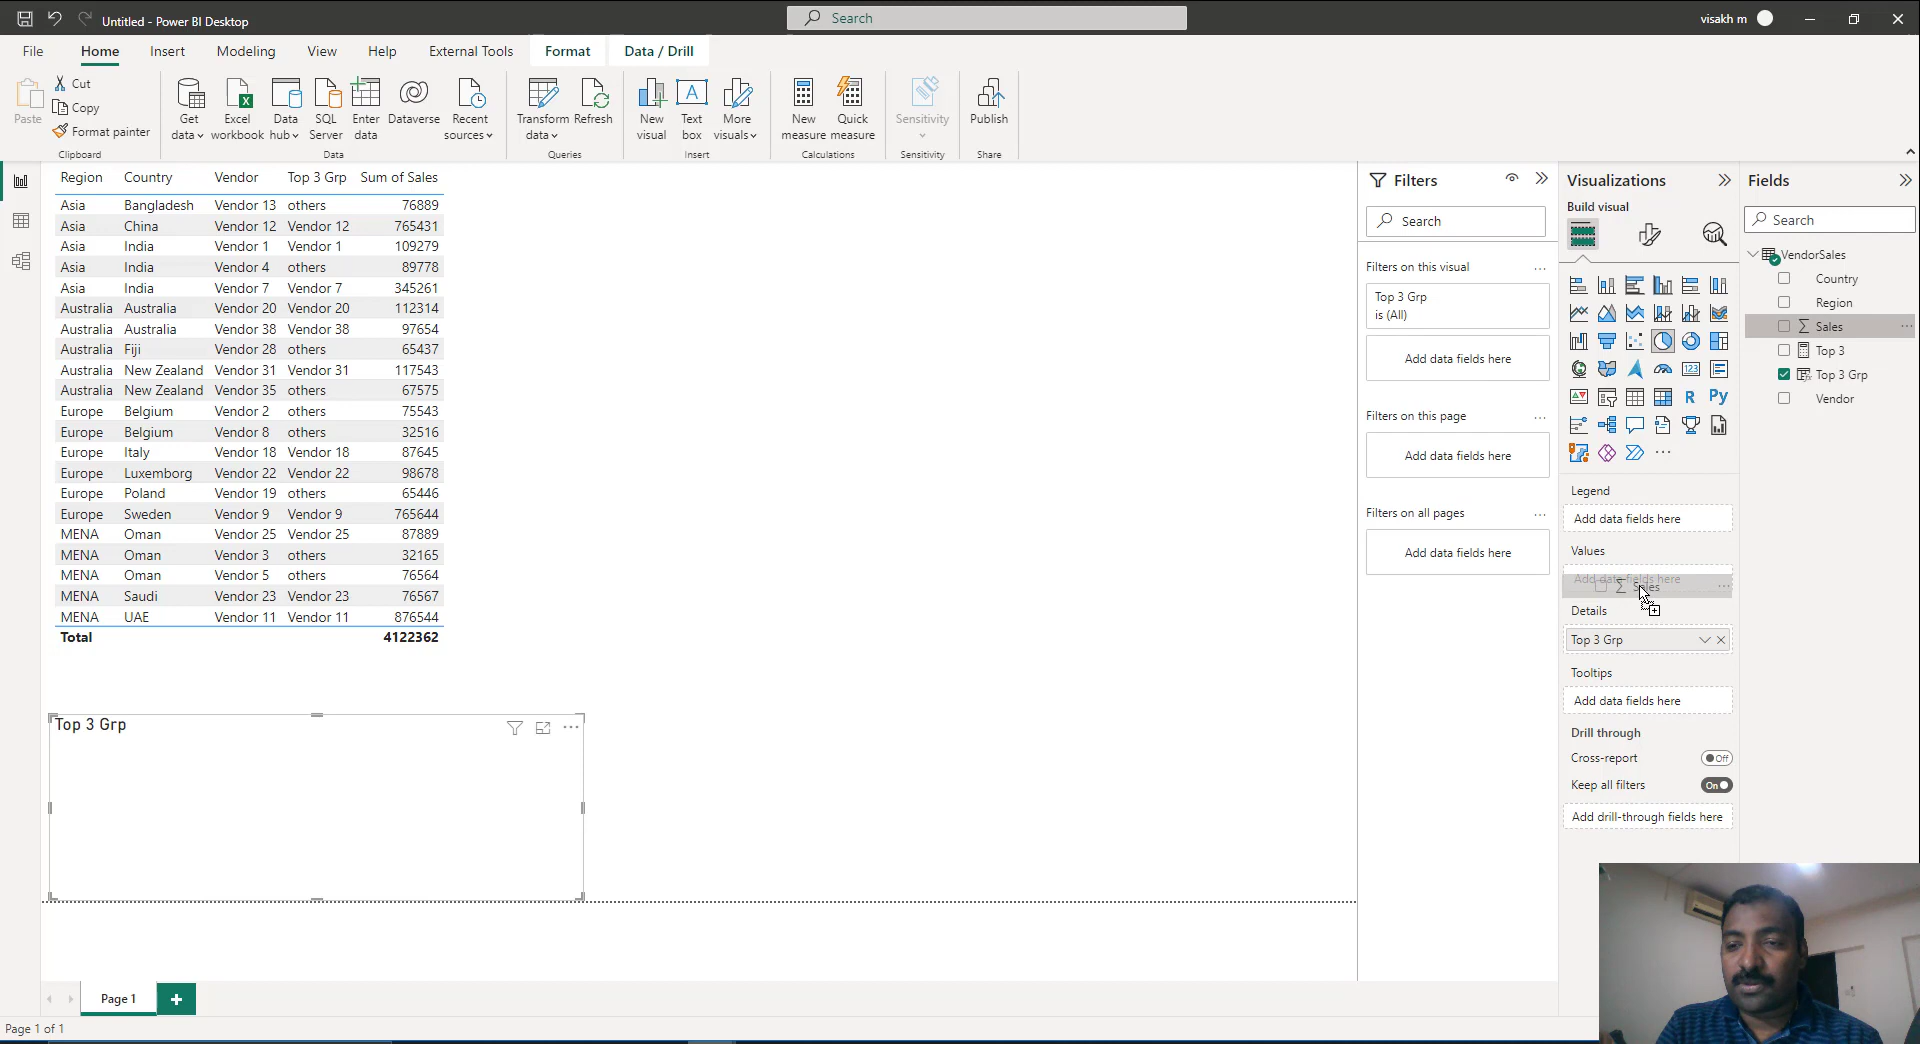 Untitled - Power BI Desktop
Search
visakh m
File
Home
Insert
Modeling
View
Help
External Tools
Format
Data / Drill
Paste
Cut
Copy
Format painter
Clipboard
Get data
Excel workbook
Data hub
SQL Server
Enter data
Dataverse
Recent sources
Data
Transform data
Refresh
Queries
New visual
Text box
More visuals
Insert
New measure
Quick measure
Calculations
Sensitivity
Sensitivity
Publish
Share
Region Country Vendor Top 3 Grp Sum of Sales
Asia Bangladesh Vendor 13 others 76889
Asia China Vendor 12 Vendor 12 765431
Asia India Vendor 1 Vendor 1 109279
Asia India Vendor 4 others 89778
Asia India Vendor 7 Vendor 7 345261
Australia Australia Vendor 20 Vendor 20 112314
Australia Australia Vendor 38 Vendor 38 97654
Australia Fiji Vendor 28 others 65437
Australia New Zealand Vendor 31 Vendor 31 117543
Australia New Zealand Vendor 35 others 67575
Europe Belgium Vendor 2 others 75543
Europe Belgium Vendor 8 others 32516
Europe Italy Vendor 18 Vendor 18 87645
Europe Luxemborg Vendor 22 Vendor 22 98678
Europe Poland Vendor 19 others 65446
Europe Sweden Vendor 9 Vendor 9 765644
MENA Oman Vendor 25 Vendor 25 87889
MENA Oman Vendor 3 others 32165
MENA Oman Vendor 5 others 76564
MENA Saudi Vendor 23 Vendor 23 76567
MENA UAE Vendor 11 Vendor 11 876544
Total 4122362
Top 3 Grp
Filters
Search
Filters on this visual
Top 3 Grp
is (All)
Add data fields here
Filters on this page
Add data fields here
Filters on all pages
Add data fields here
Visualizations
Build visual
R
Py
123
Legend
Add data fields here
Values
Add data fields here
Sales
Details
Top 3 Grp
Tooltips
Add data fields here
Drill through
Cross-report
Off
Keep all filters
On
Add drill-through fields here
Fields
Search
VendorSales
Country
Region
Sales
Top 3
Top 3 Grp
Vendor
Page 1
Page 1 of 1